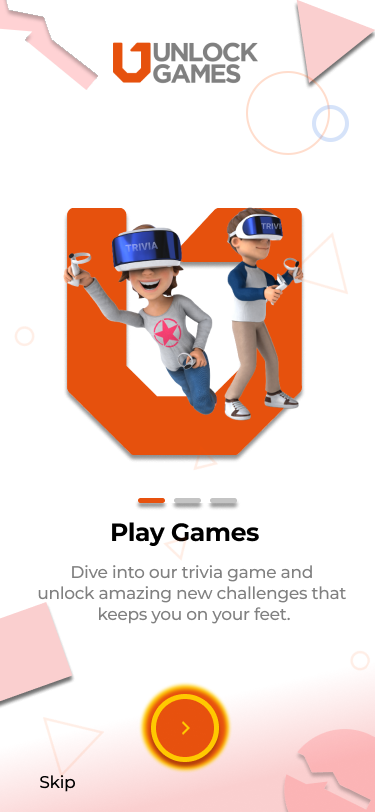 UNLOCK
GAMES
TRIVIA
TRIVI
Play Games
Dive into our trivia game and
unlock amazing new challenges that
keeps you on your feet.
Skip